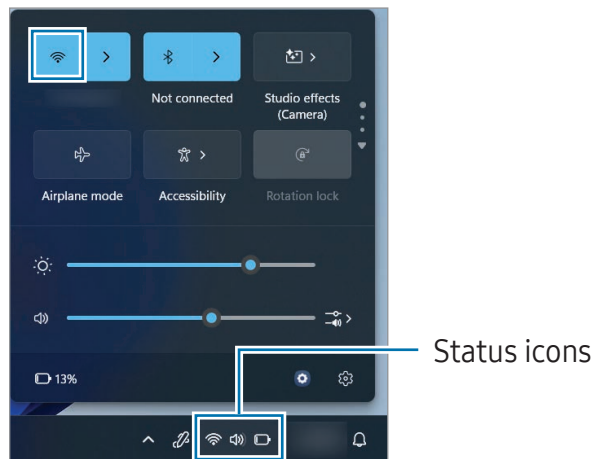 Not connected
Studio effects
(Camera)
Airplane mode
Accessibility
Rotation lock
13%
Status icons